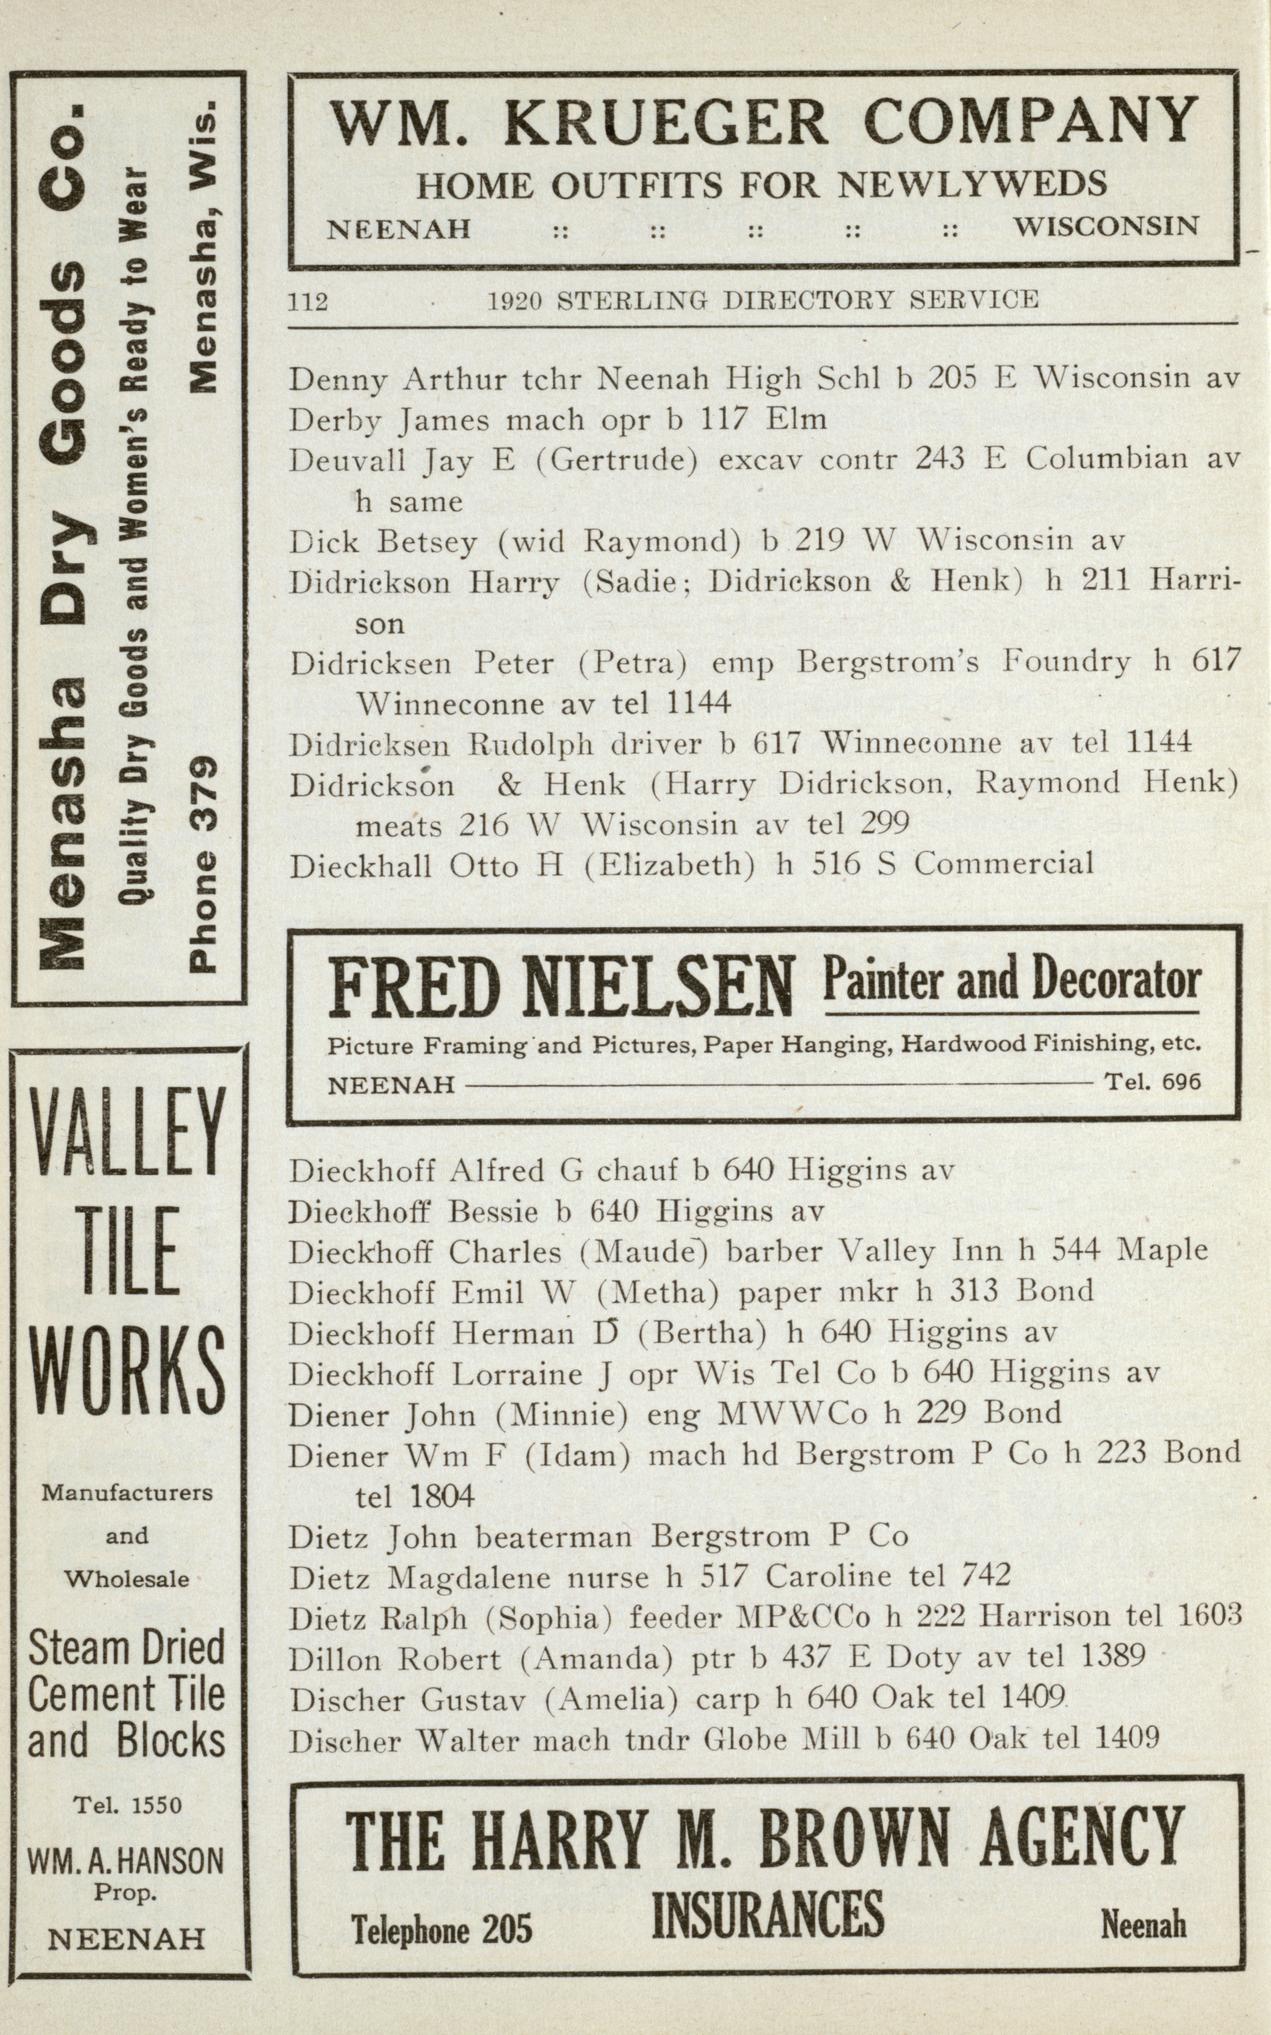 Menasha Dry Goods Co.
Quality Dry Goods and Women's Ready to Wear
Phone 379 Menasha, Wis.
VALLEY
TILE
WORKS
Manufacturers
and
Wholesale
Steam Dried
Cement Tile
and Blocks
Tel. 1550
WM. A. HANSON
Prop.
NEENAH
WM. KRUEGER COMPANY
HOME OUTFITS FOR NEWLYWEDS
NEENAH :: :: :: :: :: WISCONSIN
112 1920 STERLING DIRECTORY SERVICE
Denny Arthur tchr Neenah High Schl b 205 E Wisconsin av
Derby James mach opr b 117 Elm
Deuvall Jay E (Gertrude) excav contr 243 E Columbian av
h same
Dick Betsey (wid Raymond) b 219 W Wisconsin av
Didrickson Harry (Sadie; Didrickson & Henk) h 211 Harri-
son
Didricksen Peter (Petra) emp Bergstrom's Foundry h 617
Winneconne av tel 1144
Didricksen Rudolph driver b 617 Winneconne av tel 1144
Didrickson & Henk (Harry Didrickson, Raymond Henk)
meats 216 W Wisconsin av tel 299
Dieckhall Otto H (Elizabeth) h 516 S Commercial
FRED NIELSEN Painter and Decorator
Picture Framing and Pictures, Paper Hanging, Hardwood Finishing, etc.
NEENAH Tel. 696
Dieckhoff Alfred G chauf b 640 Higgins av
Dieckhoff Bessie b 640 Higgins av
Dieckhoff Charles (Maude) barber Valley Inn h 544 Maple
Dieckhoff Emil W (Metha) paper mkr h 313 Bond
Dieckhoff Herman D (Bertha) h 640 Higgins av
Dieckhoff Lorraine J opr Wis Tel Co b 640 Higgins av
Diener John (Minnie) eng MWWCo h 229 Bond
Diener Wm F (Idam) mach hd Bergstrom P Co h 223 Bond
tel 1804
Dietz John beaterman Bergstrom P Co
Dietz Magdalene nurse h 517 Caroline tel 742
Dietz Ralph (Sophia) feeder MP&CCo h 222 Harrison tel 1603
Dillon Robert (Amanda) ptr b 437 E Doty av tel 1389
Discher Gustav (Amelia) carp h 640 Oak tel 1409
Discher Walter mach tndr Globe Mill b 640 Oak tel 1409
THE HARRY M. BROWN AGENCY
INSURANCES
Telephone 205 Neenah